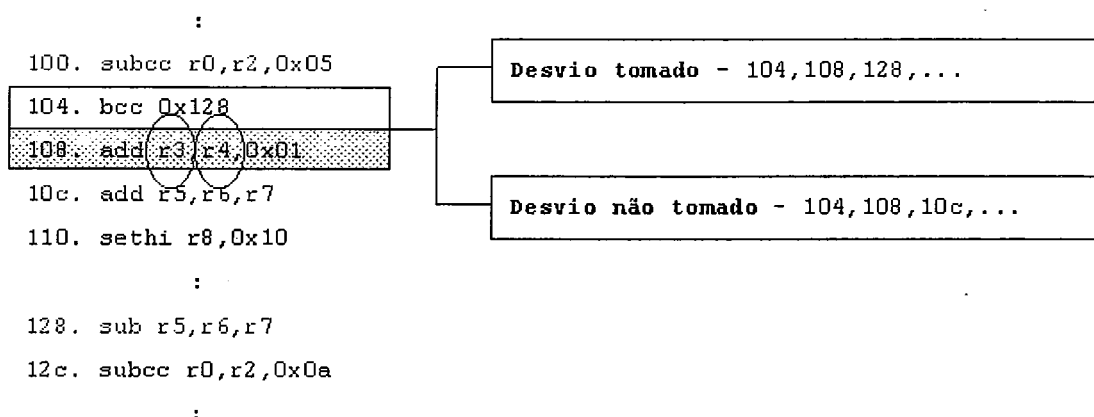 :
100. subcc r0,r2,0x05
104. bcc 0x128
108. add r3,r4,0x01
10c. add r5,r6,r7
110. sethi r8,0x10
:
128. sub r5,r6,r7
12c. subcc r0,r2,0x0a
:
Desvio tomado - 104,108,128,...
Desvio não tomado - 104,108,10c,...